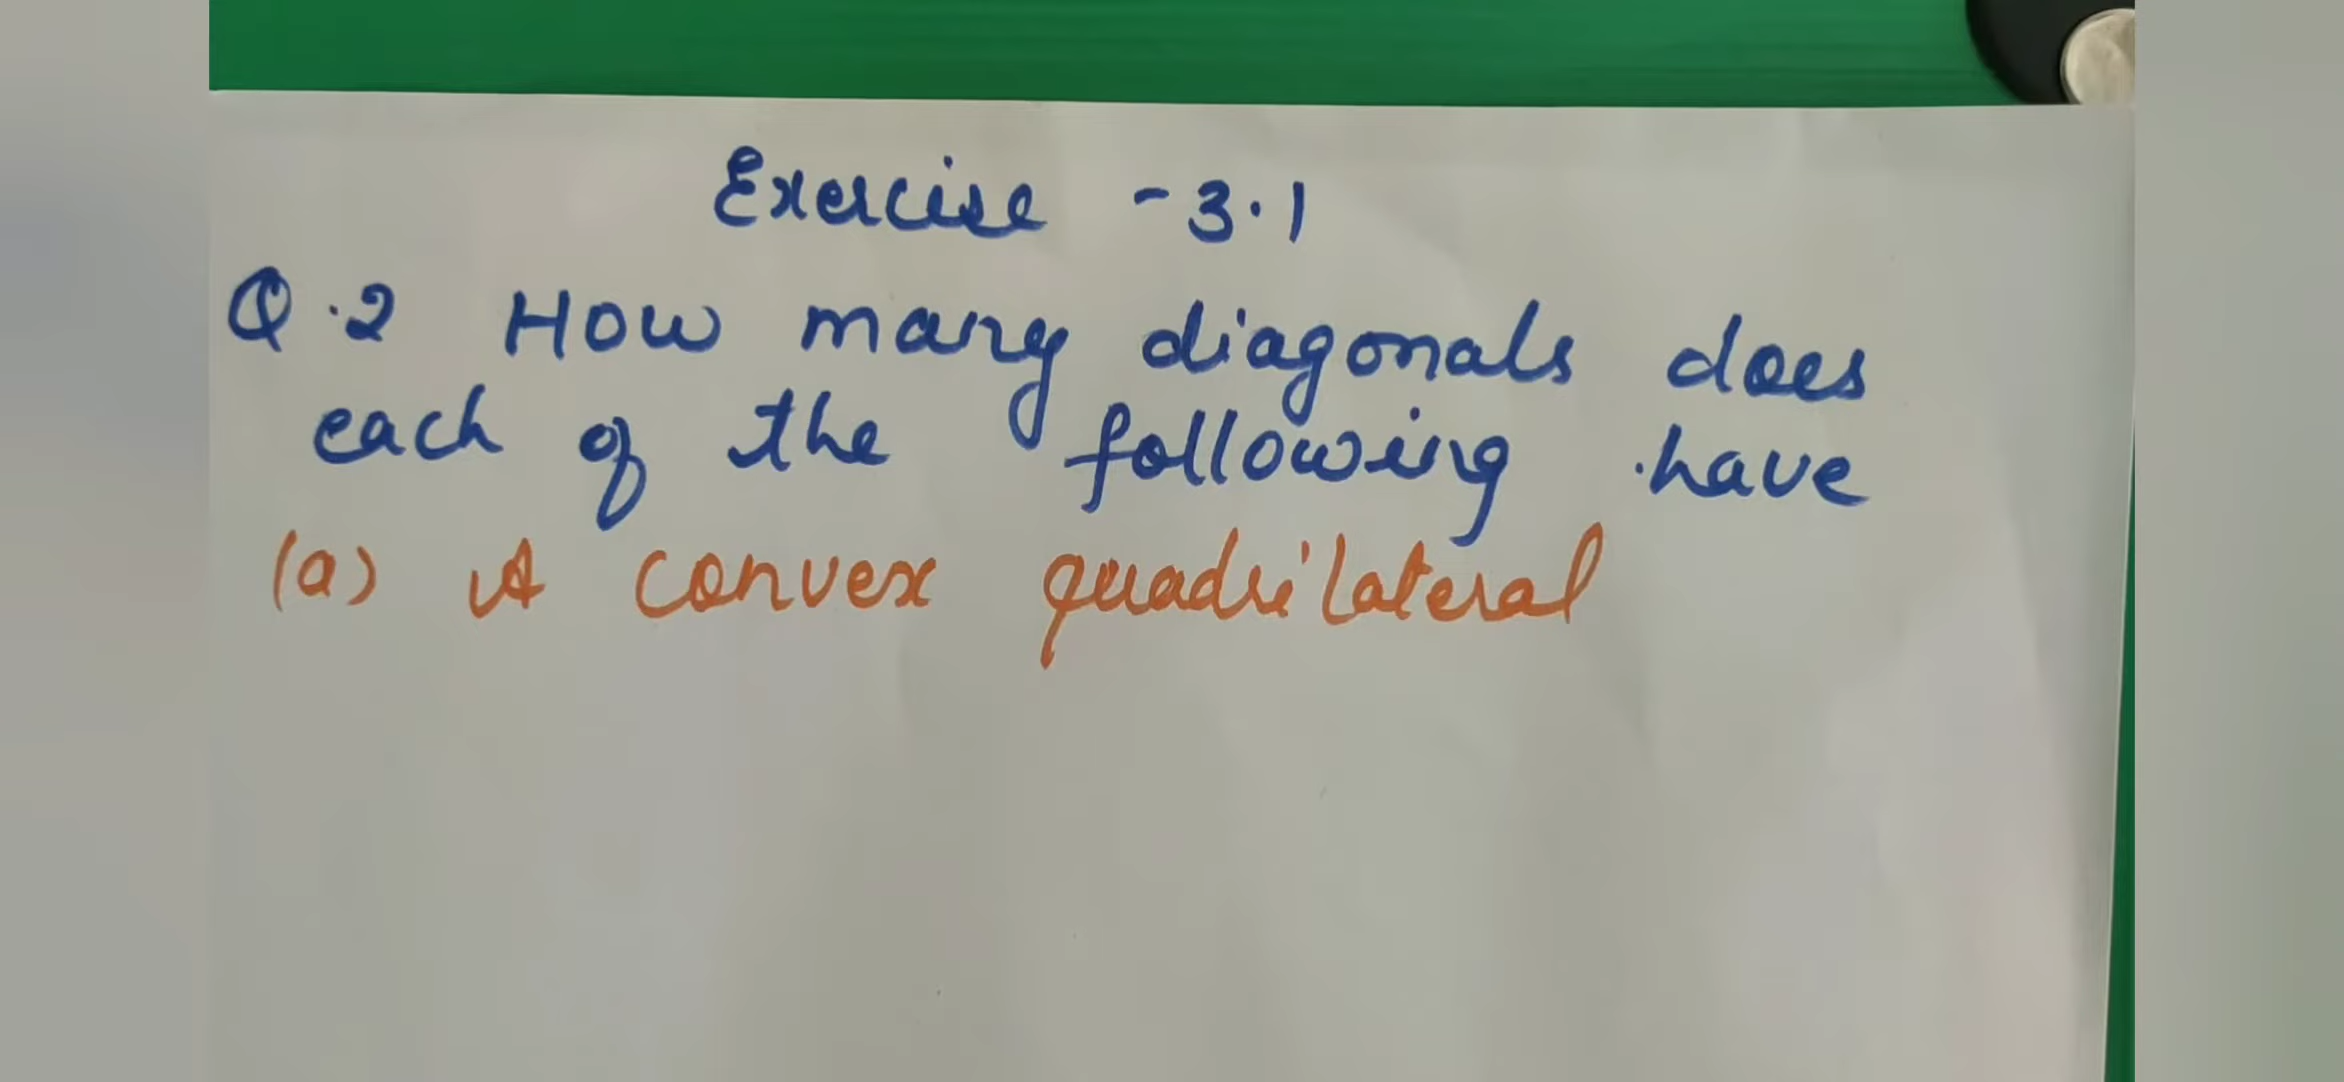 Exercise - 3.1
Q.2 How many diagonals does
each of the following have
(a) A convex quadrilateral